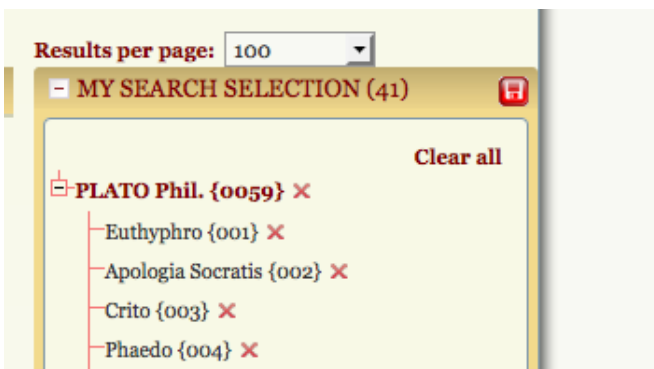 Results per page: 100
MY SEARCH SELECTION (41)
Clear all
PLATO Phil. {0059}
Euthyphro {001}
Apologia Socratis {002}
Crito {003}
Phaedo {004}